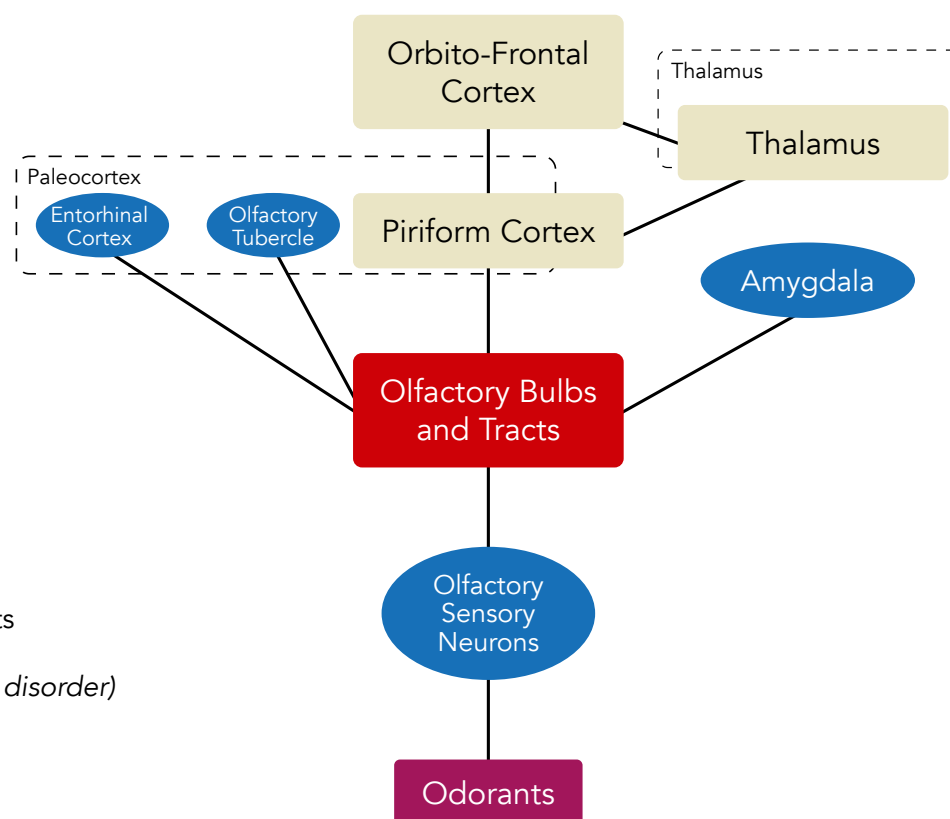 Orbito-Frontal
Cortex
Thalamus
Thalamus
Paleocortex
Entorhinal
Cortex
Olfactory
Tubercle
Piriform Cortex
Amygdala
Olfactory Bulbs
and Tracts
Olfactory
Sensory
Neurons
disorder)
Odorants